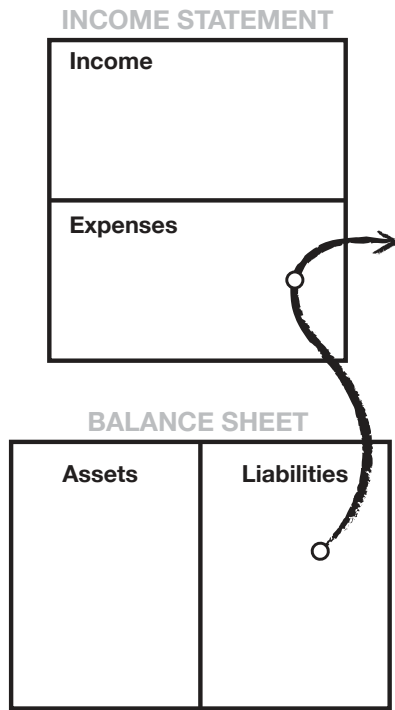 INCOME STATEMENT
Income
Expenses
BALANCE SHEET
Assets Liabilities